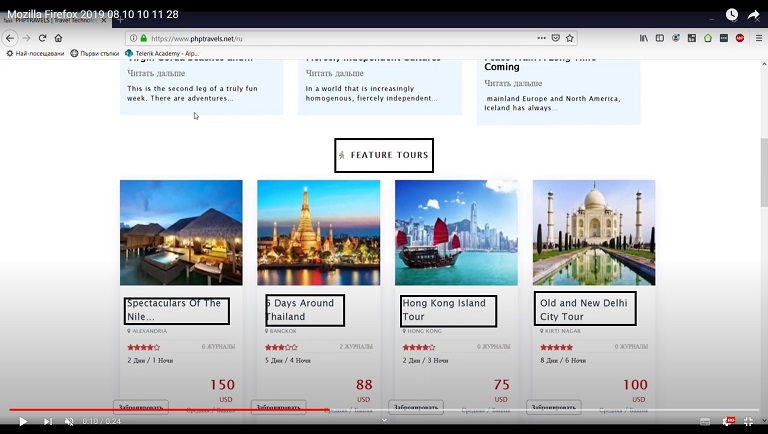 Mozilla Firefox 2019 08 10 10 11 28
https://www.phptravels.net/ru
Най-посещавани Първи стъпки Telerik Academy - Alp...
Coming
Читать дальше Читать дальше Читать дальше
This is the second leg of a truly fun
week. There are adventures...
In a world that is increasingly
homogenous, fiercely independent...
mainland Europe and North America,
Iceland has always...
FEATURE TOURS
Spectaculars Of The
Nile...
ALEXANDRIA
6 ЖУРНАЛЫ
2 Дни / 1 Ночи
150
USD
Забронировать
5 Days Around
Thailand
BANGKOK
2 ЖУРНАЛЫ
5 Дни / 4 Ночи
88
USD
Забронировать
Hong Kong Island
Tour
HONG KONG
0 ЖУРНАЛЫ
2 Дни / 3 Ночи
75
USD
Old and New Delhi
City Tour
KIRTI NAGAR
0 ЖУРНАЛЫ
8 Дни / 6 Ночи
100
USD
0:10 / 0:24